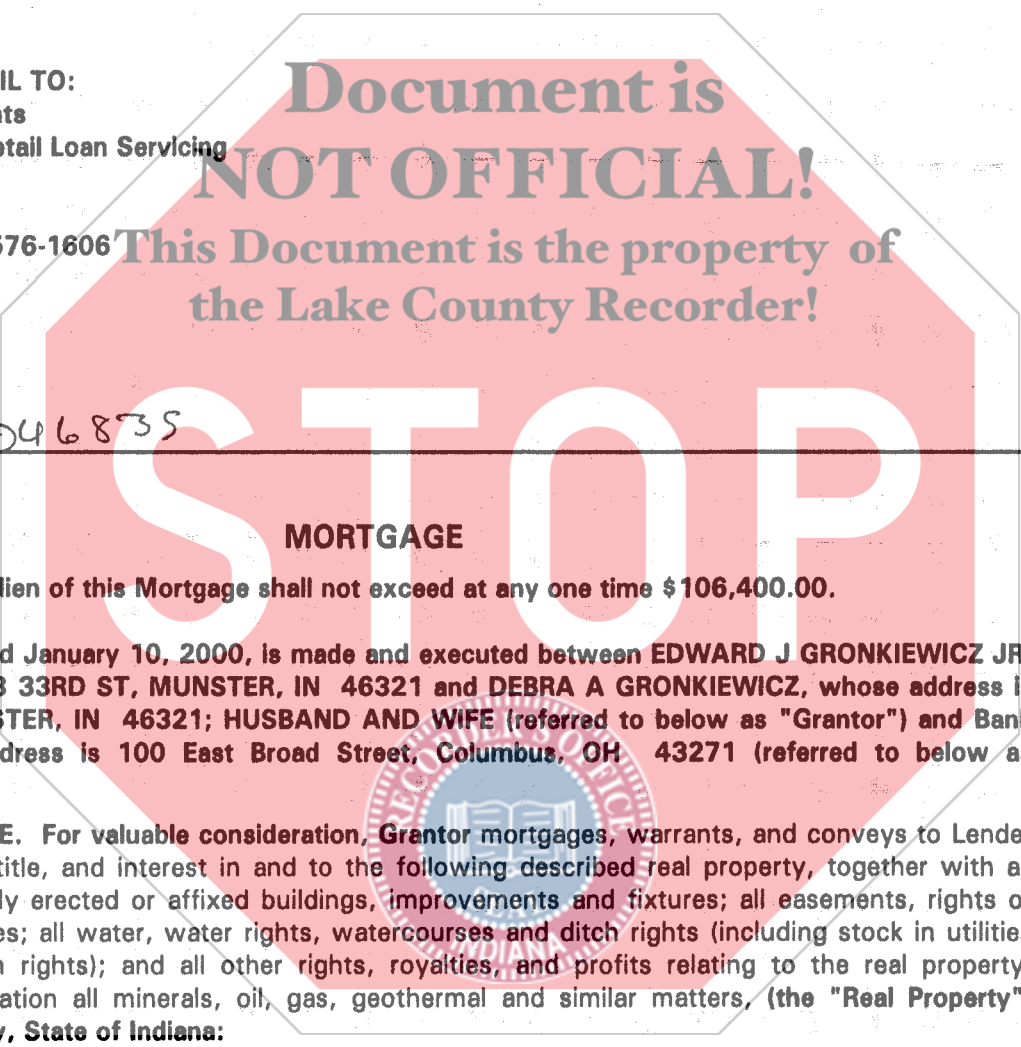 IL TO:
nts
etail Loan Servicing
576-1606
Document is
NOT OFFICIAL!
This Document is the property of
the Lake County Recorder!
STOP
046835
MORTGAGE
lien of this Mortgage shall not exceed at any one time $106,400.00.
d January 10, 2000, is made and executed between EDWARD J GRONKIEWICZ JR
3 33RD ST, MUNSTER, IN 46321 and DEBRA A GRONKIEWICZ, whose address i
STER, IN 46321; HUSBAND AND WIFE (referred to below as "Grantor") and Ban
dress is 100 East Broad Street, Columbus, OH 43271 (referred to below a
E. For valuable consideration, Grantor mortgages, warrants, and conveys to Lende
title, and interest in and to the following described real property, together with a
ly erected or affixed buildings, improvements and fixtures; all easements, rights o
es; all water, water rights, watercourses and ditch rights (including stock in utilitie
n rights); and all other rights, royalties, and profits relating to the real property
ation all minerals, oil, gas, geothermal and similar matters, (the "Real Property"
y, State of Indiana:
RECORDER'S OFFICE
INDIANA